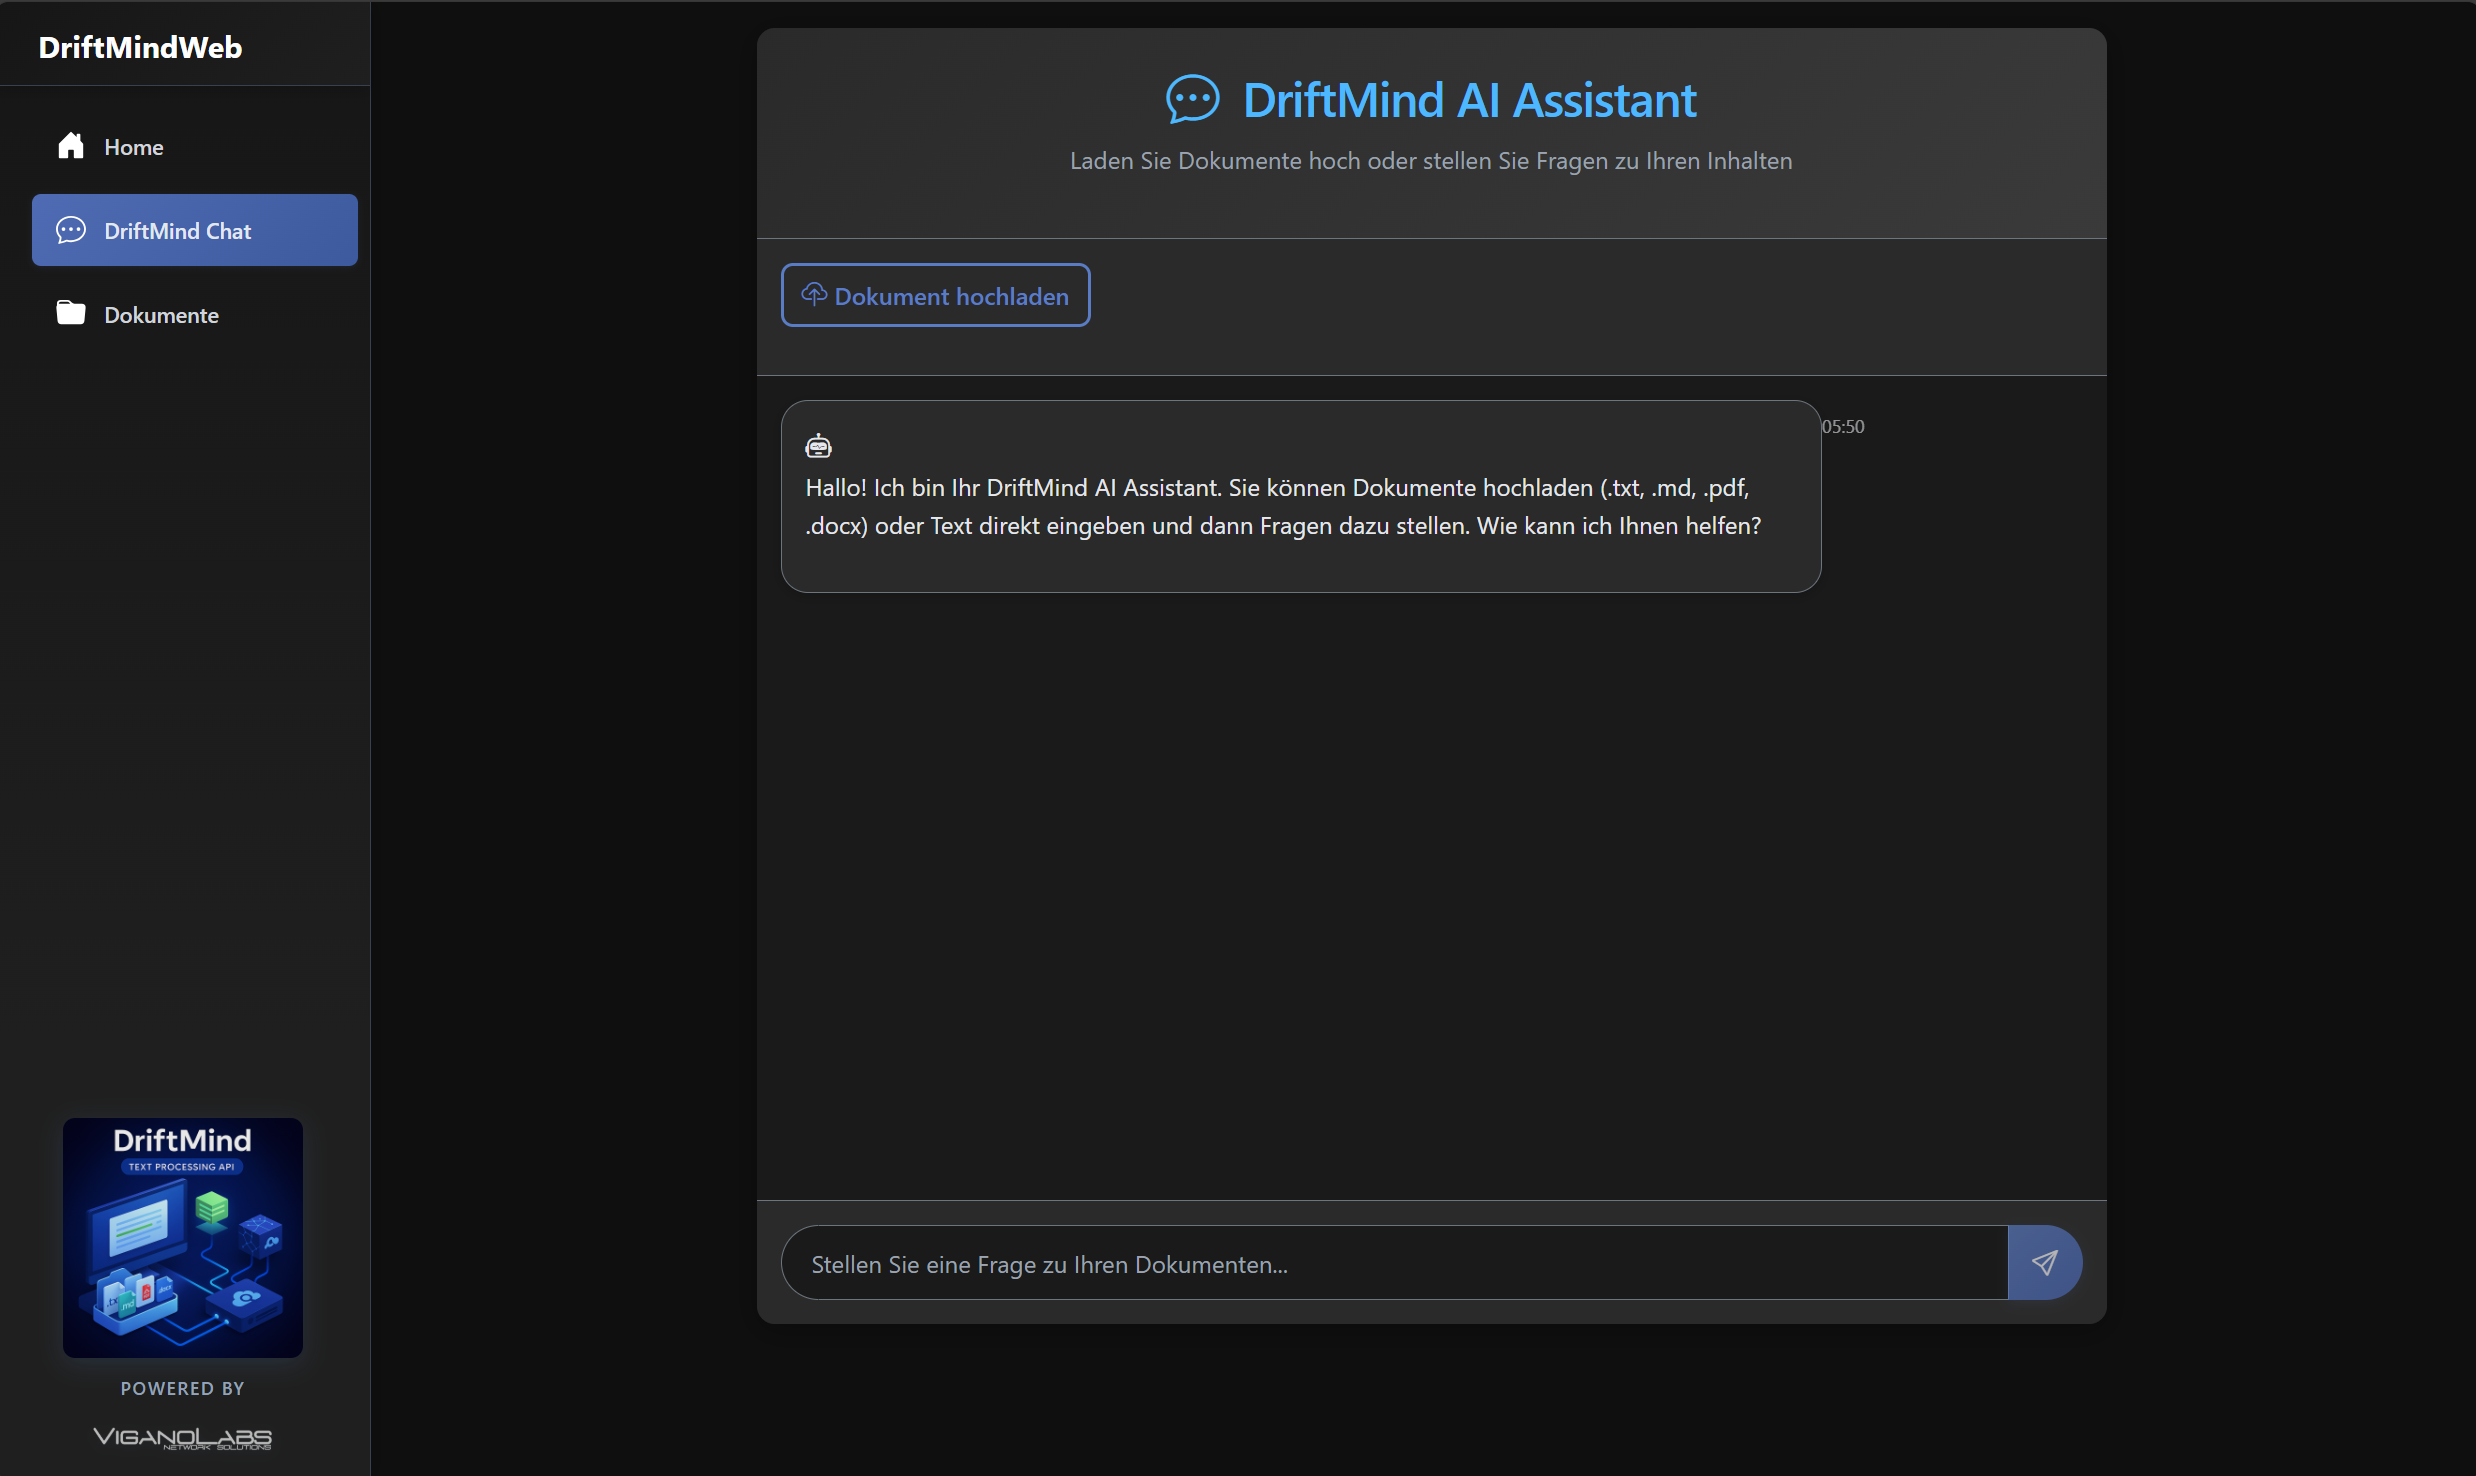 DriftMindWeb
Home
DriftMind Chat
Dokumente
DriftMind
TEXT PROCESSING API
.md
POWERED BY
VIGANOLABS
NETWORK SOLUTIONS
DriftMind AI Assistant
Laden Sie Dokumente hoch oder stellen Sie Fragen zu Ihren Inhalten
Dokument hochladen
Hallo! Ich bin Ihr DriftMind AI Assistant. Sie können Dokumente hochladen (.txt, .md, .pdf,
.docx) oder Text direkt eingeben und dann Fragen dazu stellen. Wie kann ich Ihnen helfen?
05:50
Stellen Sie eine Frage zu Ihren Dokumenten...